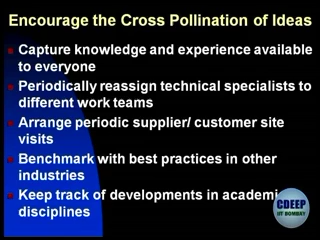 Encourage the Cross Pollination of Ideas
Capture knowledge and experience available
to everyone
Periodically reassign technical specialists to
different work teams
Arrange periodic supplier/ customer site
visits
Benchmark with best practices in other
industries
Keep track of developments in academi
disciplines
CDEEP
IIT BOMBAY